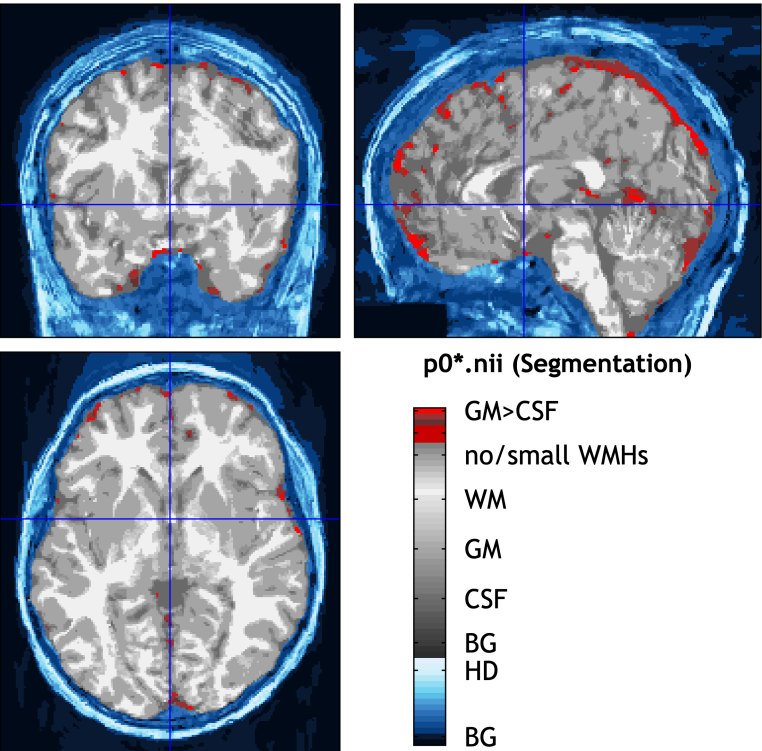 p0*.nii (Segmentation)
GM>CSF
no/small WMHs
WM
GM
CSF
BG
HD
BG